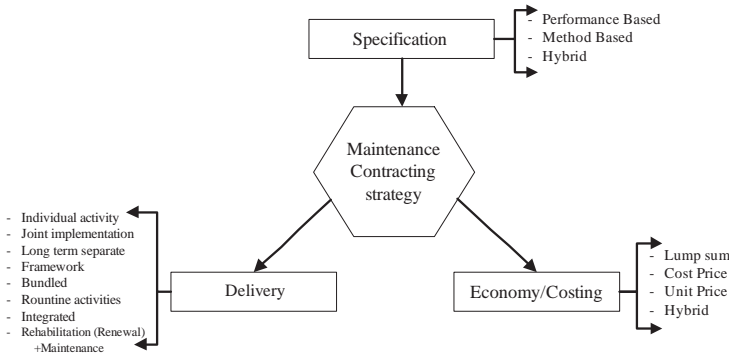 Specification
- Performance Based
- Method Based
- Hybrid
Maintenance
Contracting
strategy
- Individual activity
- Joint implementation
- Long term separate
- Framework
- Bundled
- Rountine activities
- Integrated
- Rehabilitation (Renewal)
+Maintenance
Delivery
Economy/Costing
- Lump sum
- Cost Price
- Unit Price
- Hybrid